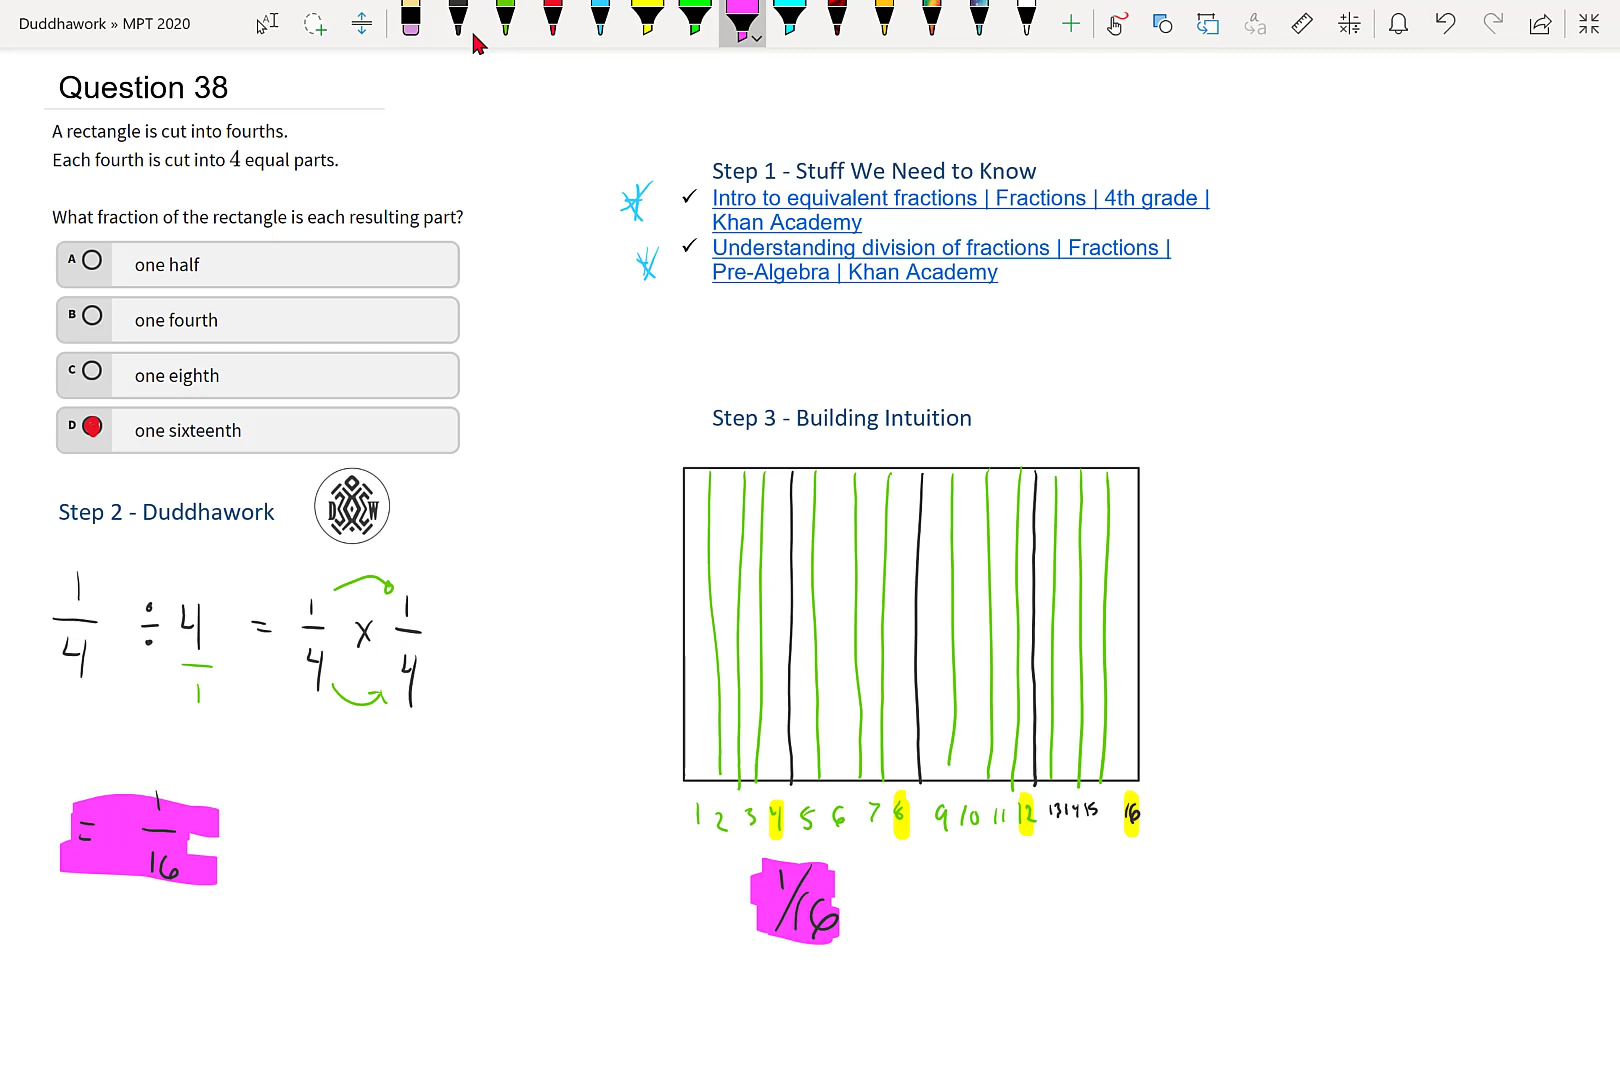 Duddhawork » MPT 2020
Question 38
A rectangle is cut into fourths.
Each fourth is cut into 4 equal parts.
What fraction of the rectangle is each resulting part?
A one half
B one fourth
C one eighth
D one sixteenth
Step 2 - Duddhawork
D W
1/4 ÷ 4/1 = 1/4 x 1/4
= 1/16
Step 1 - Stuff We Need to Know
✓ Intro to equivalent fractions | Fractions | 4th grade |
Khan Academy
✓ Understanding division of fractions | Fractions |
Pre-Algebra | Khan Academy
Step 3 - Building Intuition
1 2 3 4 5 6 7 8 9 10 11 12 13 14 15 16
1/16